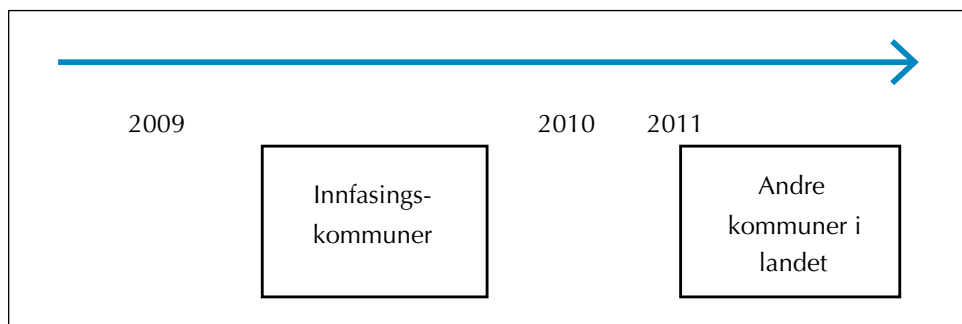 2009 2010 2011
Innfasings-
kommuner
Andre
kommuner i
landet